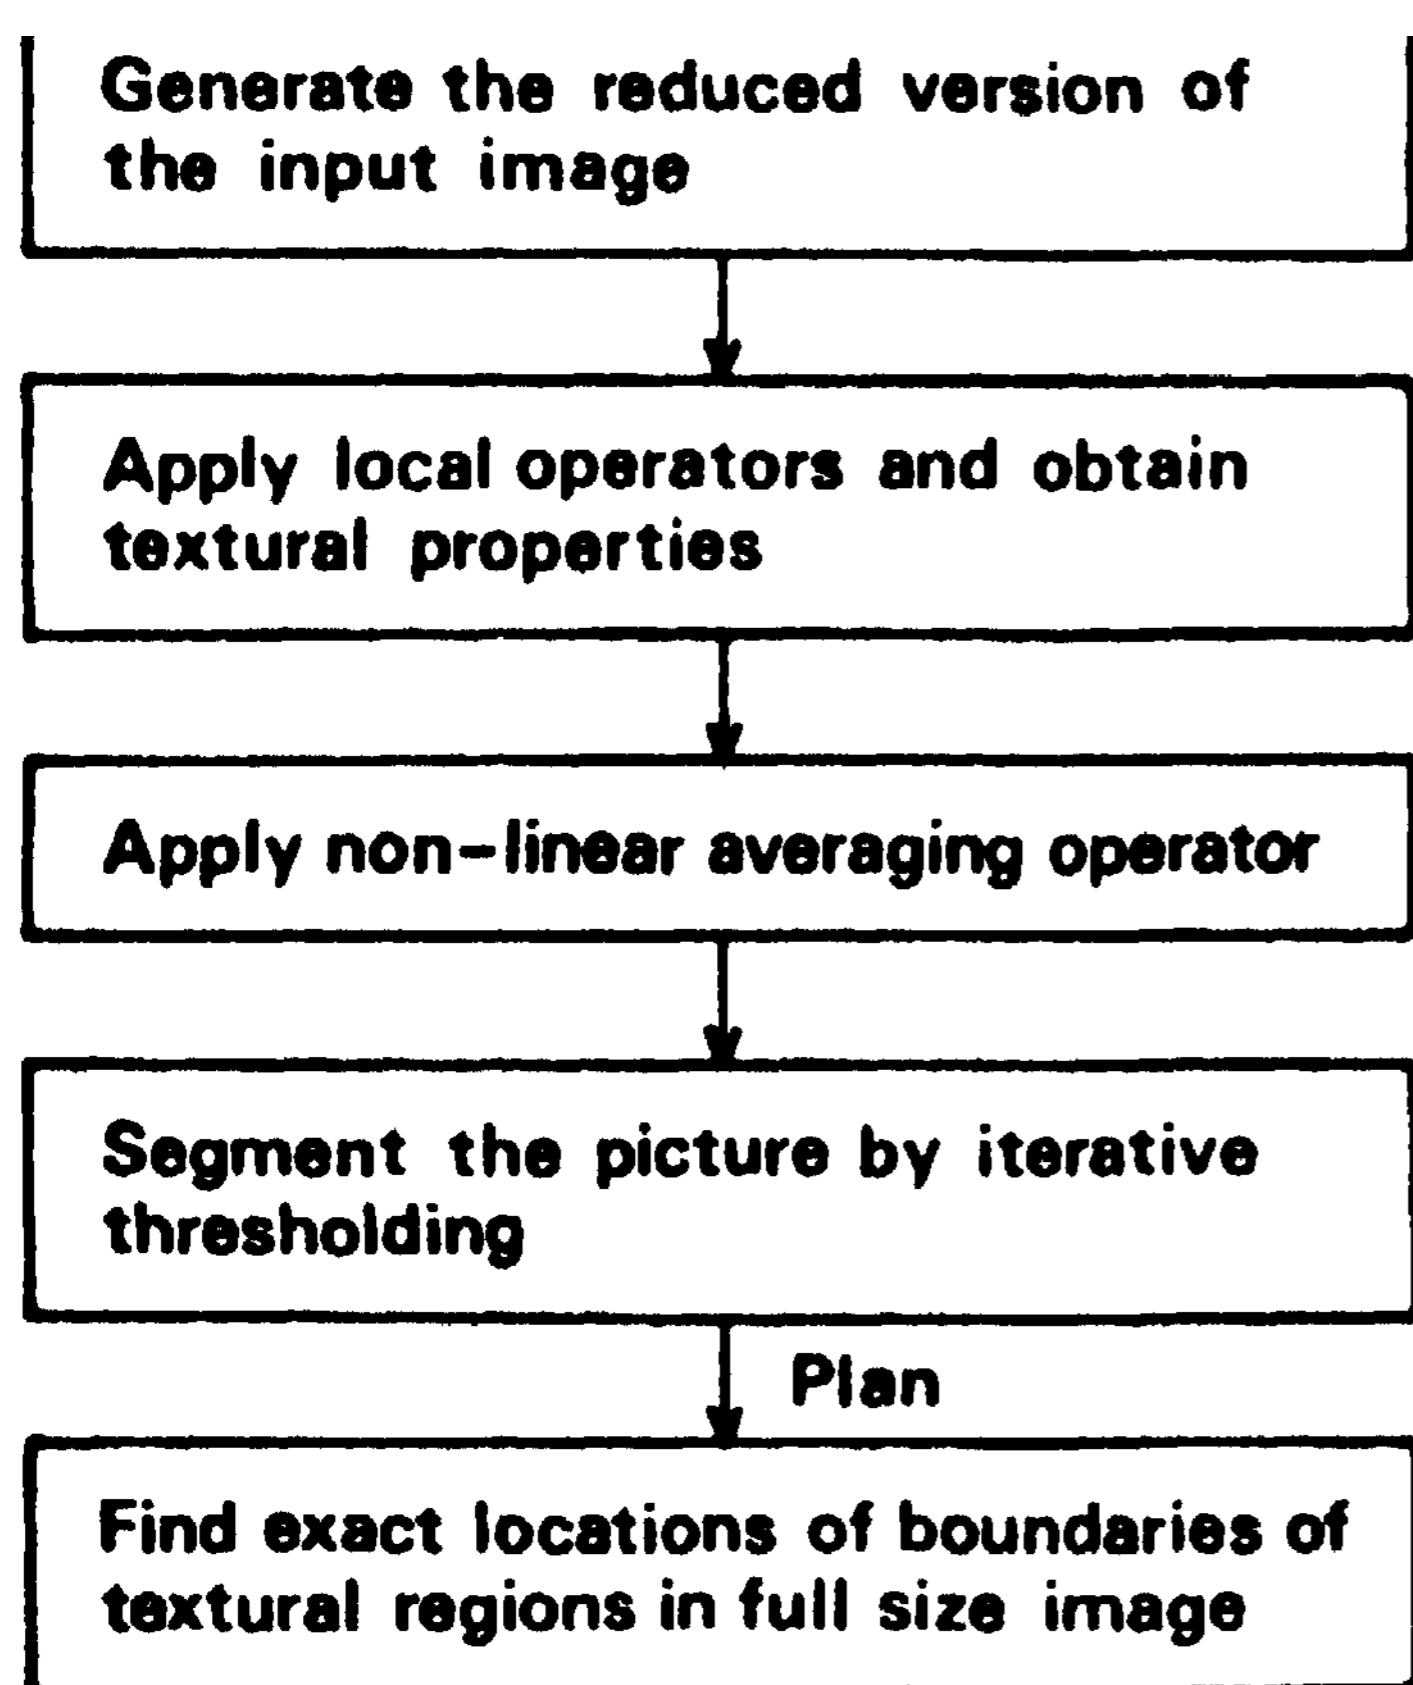 Generate the reduced version of
the input image
Apply local operators and obtain
textural properties
Apply non-linear averaging operator
Segment the picture by iterative
thresholding
Plan
Find exact locations of boundaries of
textural regions in full size image